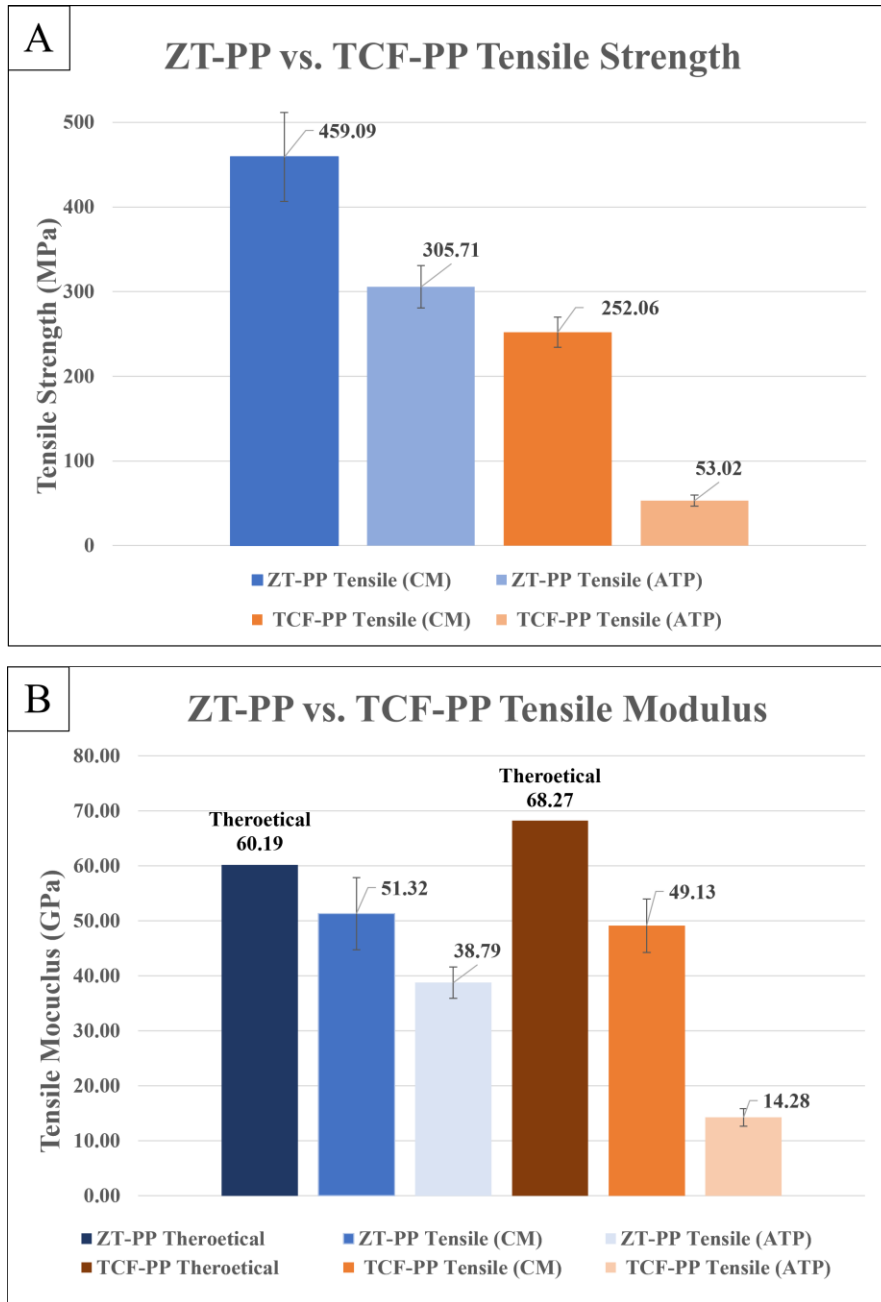 A
ZT-PP vs. TCF-PP Tensile Strength
Tensile Strength (MPa)
500
400
300
200
100
0
459.09
305.71
252.06
53.02
ZT-PP Tensile (CM)
ZT-PP Tensile (ATP)
TCF-PP Tensile (CM)
TCF-PP Tensile (ATP)
B
ZT-PP vs. TCF-PP Tensile Modulus
Tensile Mocuclus (GPa)
80.00
70.00
60.00
50.00
40.00
30.00
20.00
10.00
0.00
Theroetical
60.19
51.32
38.79
Theroetical
68.27
49.13
14.28
ZT-PP Theroetical
ZT-PP Tensile (CM)
ZT-PP Tensile (ATP)
TCF-PP Theroetical
TCF-PP Tensile (CM)
TCF-PP Tensile (ATP)